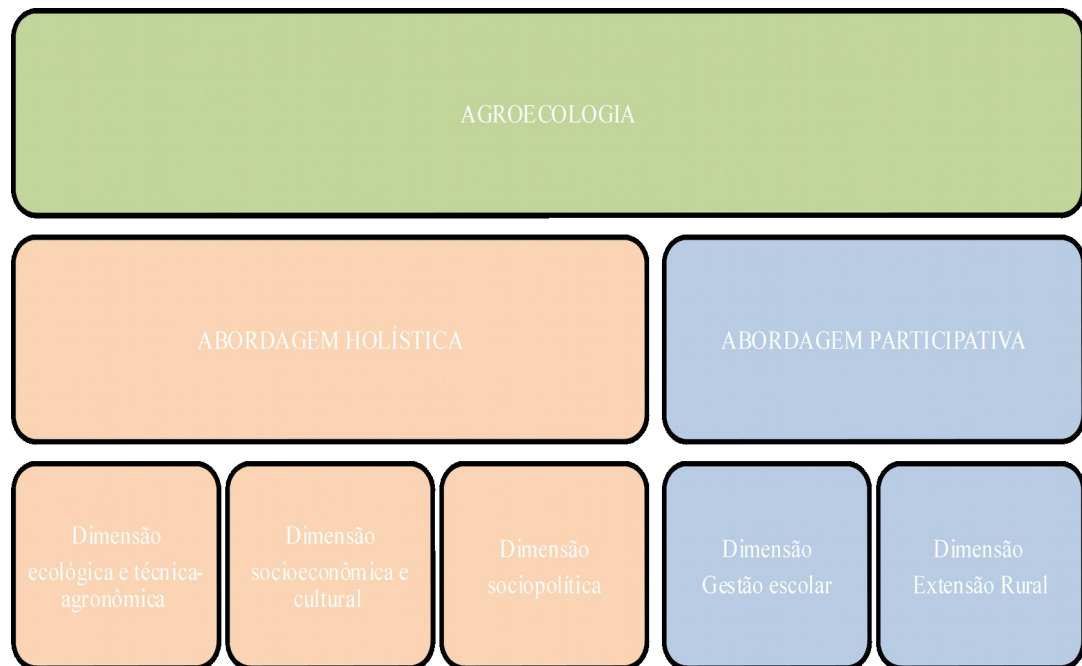 AGROECOLOGIA
ABORDAGEM HOLÍSTICA
ABORDAGEM PARTICIPATIVA
Dimensão
ecológica e técnica-
agronômica
Dimensão
socioeconômica e
cultural
Dimensão
sociopolítica
Dimensão
Gestão escolar
Dimensão
Extensão Rural